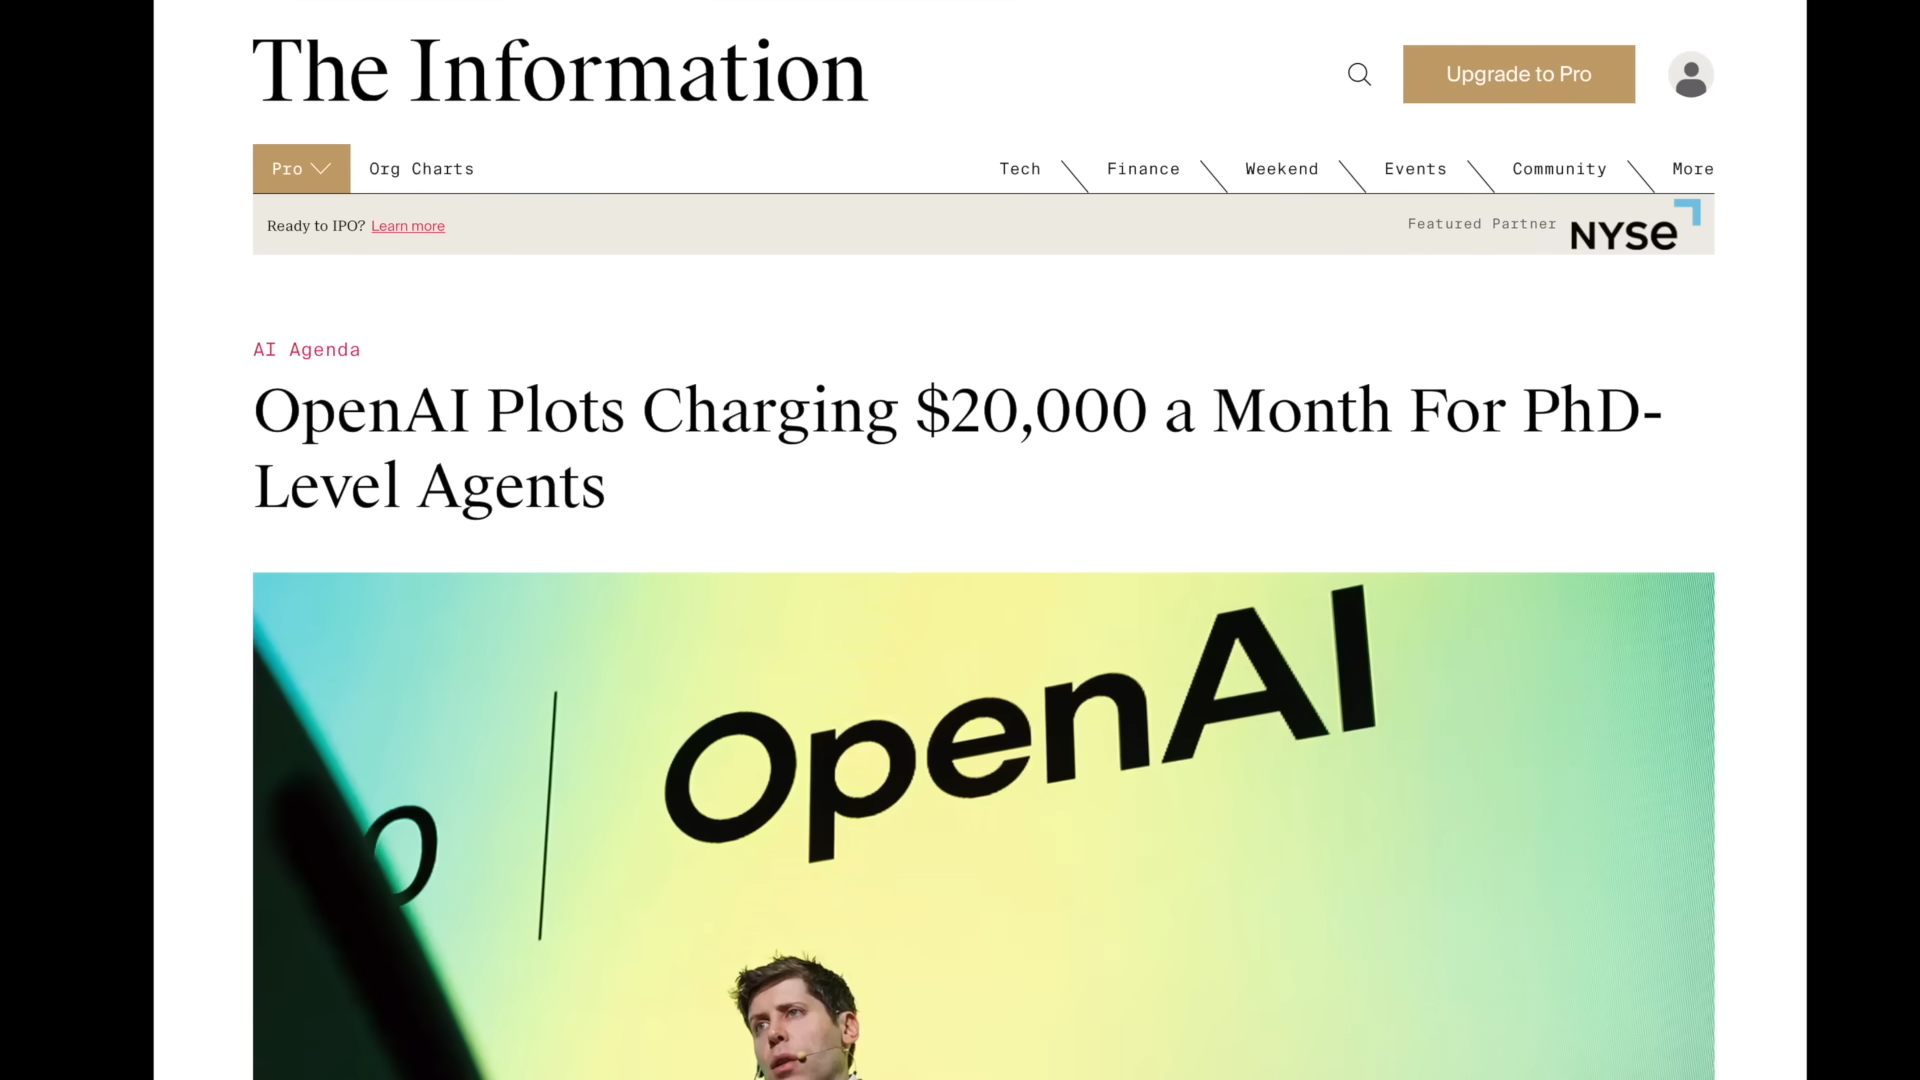 The Information
Upgrade to Pro
Pro
Org Charts
Tech
Finance
Weekend
Events
Community
More
Ready to IPO? Learn more
Featured Partner NYSE
AI Agenda
OpenAI Plots Charging $20,000 a Month For PhD-
Level Agents
OpenAI